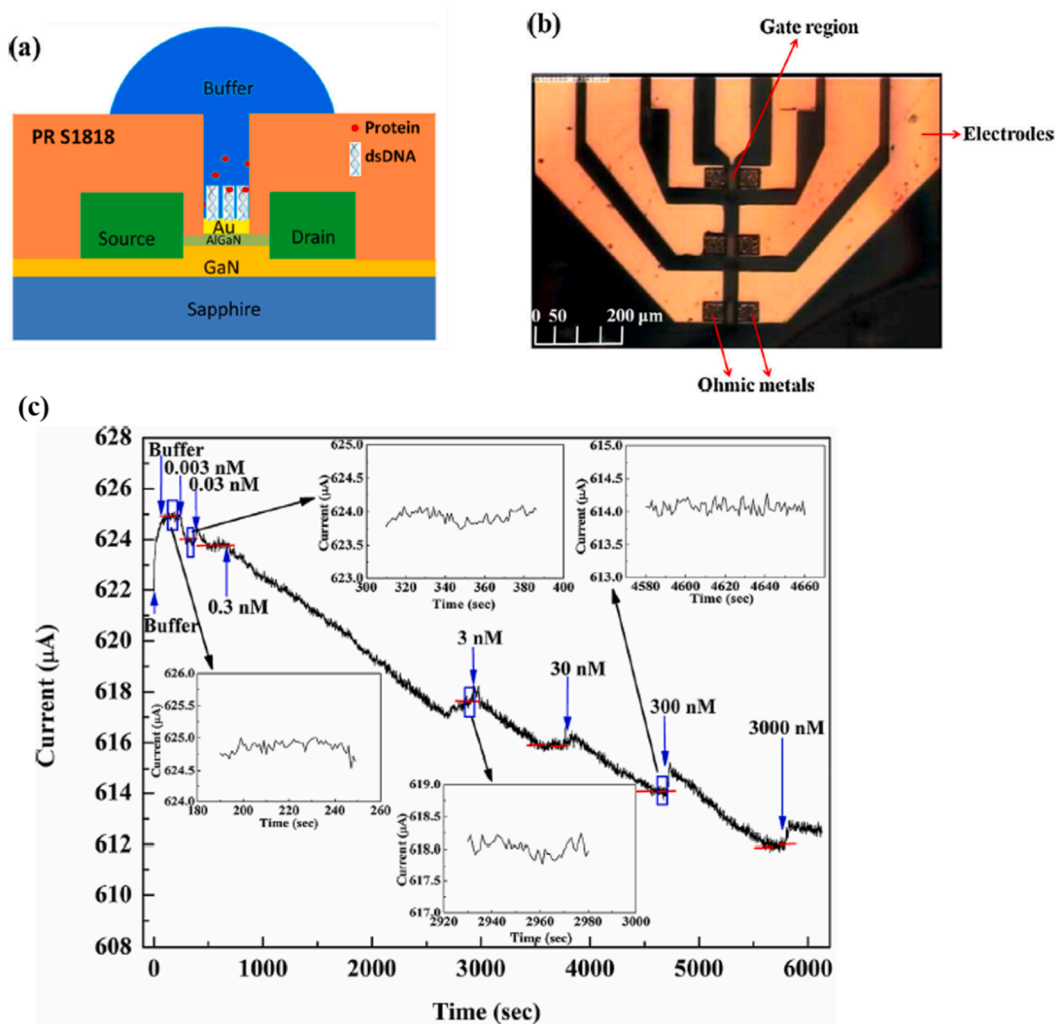 (a)
Buffer
PR S1818
Protein
dsDNA
Au
AlGaN
Source
Drain
GaN
Sapphire
(b)
Gate region
Electrodes
0 50 200 µm
Ohmic metals
(c)
Current (µA)
628
626
624
622
620
618
616
614
612
610
608
0 1000 2000 3000 4000 5000 6000
Time (sec)
Buffer
0.003 nM
0.03 nM
Buffer
0.3 nM
3 nM
30 nM
300 nM
3000 nM
Current (µA)
625.0
624.5
624.0
623.5
623.0
300 320 340 360 380 400
Time (sec)
Current (µA)
615.0
614.5
614.0
613.5
613.0
4580 4600 4620 4640 4660
Time (sec)
Current (µA)
626.0
625.5
625.0
624.5
624.0
180 200 220 240 260
Time (sec)
Current (µA)
619.0
618.5
618.0
617.5
617.0
2920 2940 2960 2980 3000
Time (sec)